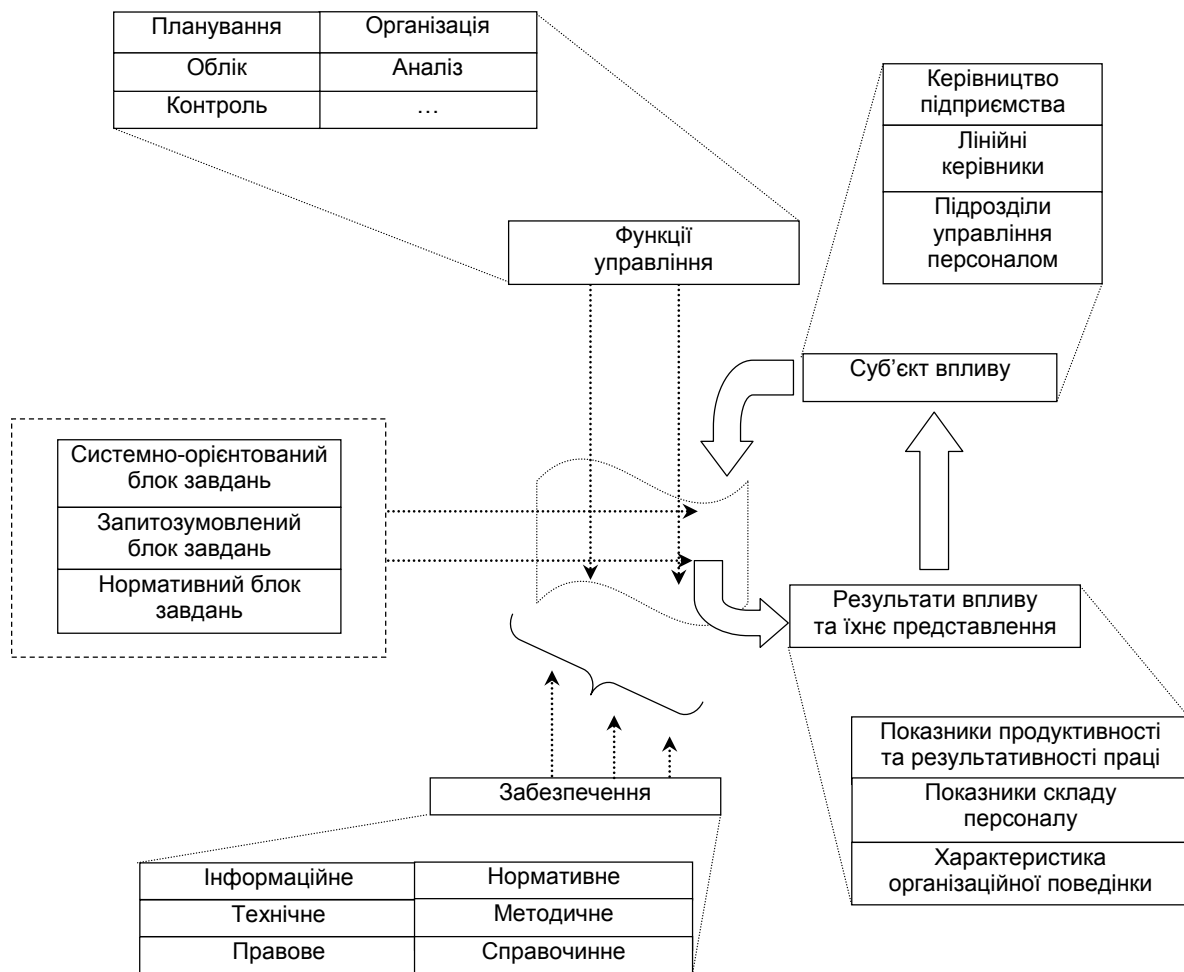 Планування
Організація
Облік
Аналіз
Контроль
…
Керівництво
підприємства
Лінійні
керівники
Підрозділи
управління
персоналом
Функції
управління
Суб’єкт впливу
Системно-орієнтований
блок завдань
Запитозумовлений
блок завдань
Нормативний блок
завдань
Результати впливу
та їхнє представлення
Показники продуктивності
та результативності праці
Показники складу
персоналу
Характеристика
організаційної поведінки
Забезпечення
Інформаційне
Нормативне
Технічне
Методичне
Правове
Справочинне